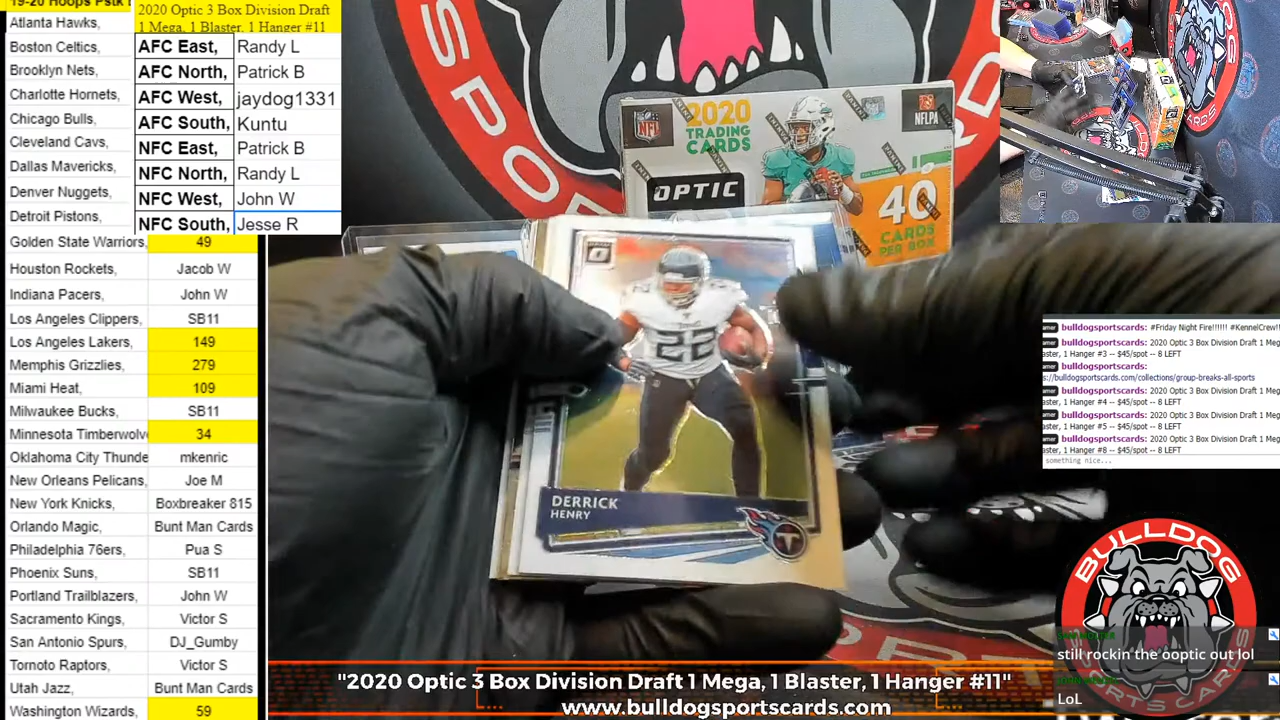 19-20 Hoops Pstk
Atlanta Hawks,
Boston Celtics,
Brooklyn Nets,
Charlotte Hornets,
Chicago Bulls,
Cleveland Cavs,
Dallas Mavericks,
Denver Nuggets,
Detroit Pistons,
Golden State Warriors, 49
Houston Rockets, Jacob W
Indiana Pacers, John W
Los Angeles Clippers, SB11
Los Angeles Lakers, 149
Memphis Grizzlies, 279
Miami Heat, 109
Milwaukee Bucks, SB11
Minnesota Timberwolv 34
Oklahoma City Thunde mkenric
New Orleans Pelicans, Joe M
New York Knicks, Boxbreaker 815
Orlando Magic, Bunt Man Cards
Philadelphia 76ers, Pua S
Phoenix Suns, SB11
Portland Trailblazers, John W
Sacramento Kings, Victor S
San Antonio Spurs, DJ_Gumby
Tornoto Raptors, Victor S
Utah Jazz, Bunt Man Cards
Washington Wizards, 59
2020 Optic 3 Box Division Draft
1 Mega, 1 Blaster, 1 Hanger #11
AFC East, Randy L
AFC North, Patrick B
AFC West, jaydog1331
AFC South, Kuntu
NFC East, Patrick B
NFC North, Randy L
NFC West, John W
NFC South, Jesse R
SPO
NFL
2020
TRADING
CARDS
NFLPA
OPTIC
40
CARDS
PER BOX
22
DERRICK
HENRY
T
bulldogsportscards: #Friday Night Fire!!!!!! #KennelCrew!!
bulldogsportscards: 2020 Optic 3 Box Division Draft 1 Meg
aster, 1 Hanger #3 -- $45/spot -- 8 LEFT
bulldogsportscards:
s://bulldogsportscards.com/collections/group-breaks-all-sports
bulldogsportscards: 2020 Optic 3 Box Division Draft 1 Meg
aster, 1 Hanger #4 -- $45/spot -- 8 LEFT
bulldogsportscards: 2020 Optic 3 Box Division Draft 1 Meg
aster, 1 Hanger #5 -- $45/spot -- 8 LEFT
bulldogsportscards: 2020 Optic 3 Box Division Draft 1 Meg
aster, 1 Hanger #8 -- $45/spot -- 8 LEFT
something nice...
BULLDOG
SPORTS CARDS
still rockin the ooptic out lol
LoL
"2020 Optic 3 Box Division Draft 1 Mega, 1 Blaster, 1 Hanger #11"
www.bulldogsportscards.com